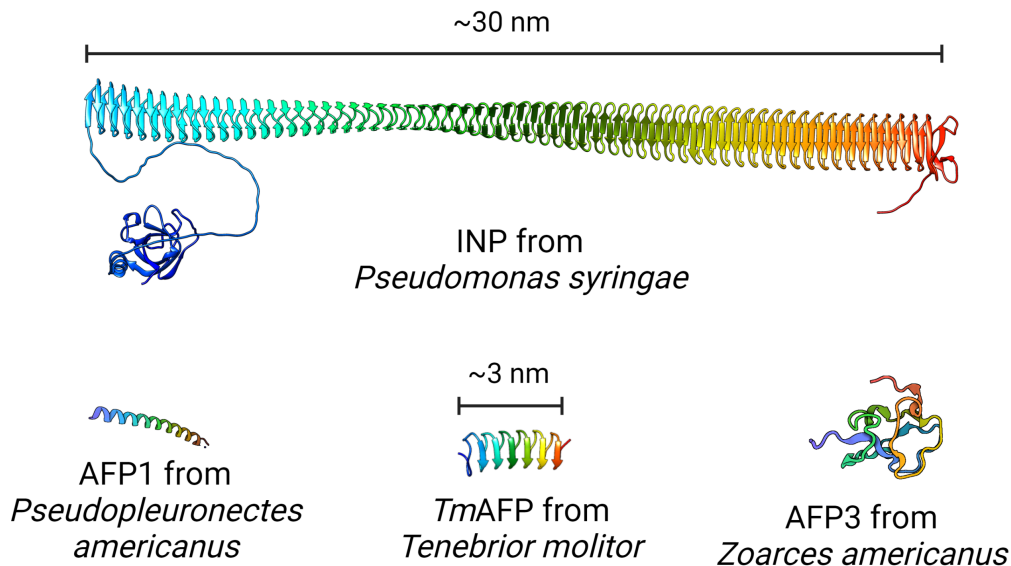 ~30 nm
INP from
Pseudomonas syringae
~3 nm
AFP1 from
Pseudopleuronectes
americanus
TmAFP from
Tenebrior molitor
AFP3 from
Zoarces americanus